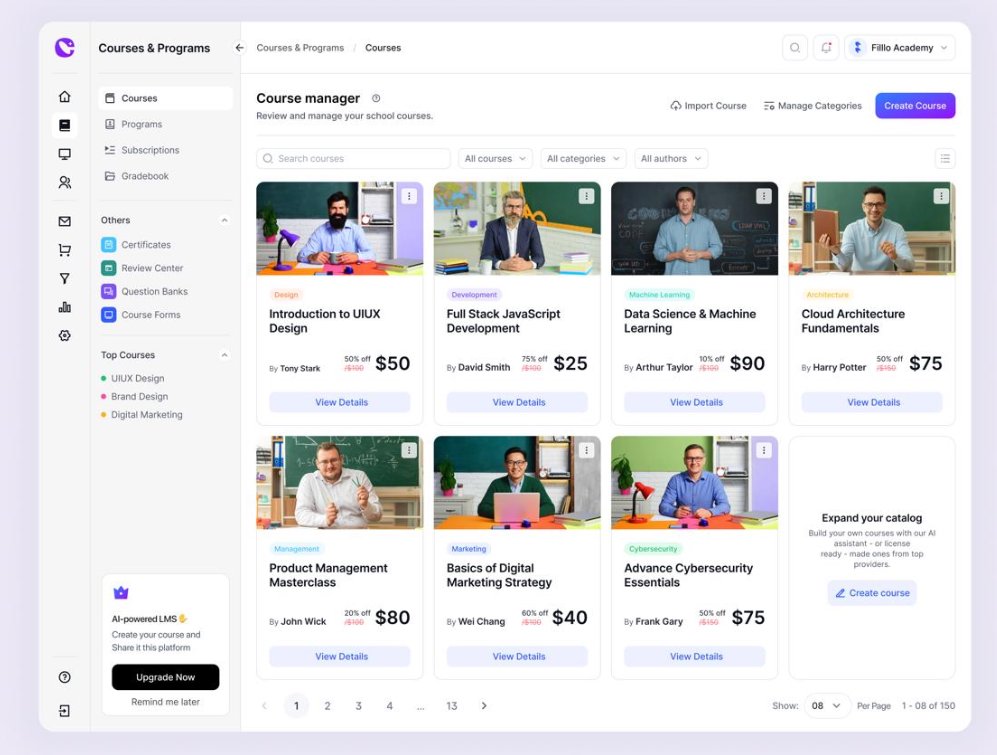 Courses & Programs
Courses & Programs / Courses
Filllo Academy
Courses
Programs
Subscriptions
Gradebook
Others
Certificates
Review Center
Question Banks
Course Forms
Top Courses
UIUX Design
Brand Design
Digital Marketing
AI-powered LMS
Create your course and
Share it this platform
Upgrade Now
Remind me later
Course manager
Review and manage your school courses.
Import Course
Manage Categories
Create Course
Search courses
All courses
All categories
All authors
Design
Introduction to UIUX
Design
50% off
By Tony Stark /$100 $50
View Details
Development
Full Stack JavaScript
Development
75% off
By David Smith /$100 $25
View Details
Machine Learning
Data Science & Machine
Learning
10% off
By Arthur Taylor /$100 $90
View Details
Architecture
Cloud Architecture
Fundamentals
50% off
By Harry Potter /$150 $75
View Details
Management
Product Management
Masterclass
20% off
By John Wick /$100 $80
View Details
Marketing
Basics of Digital
Marketing Strategy
60% off
By Wei Chang /$100 $40
View Details
Cybersecurity
Advance Cybersecurity
Essentials
50% off
By Frank Gary /$150 $75
View Details
Expand your catalog
Build your own courses with our AI
assistant - or license
ready - made ones from top
providers.
Create course
1 2 3 4 ... 13
Show: 08 Per Page 1 - 08 of 150